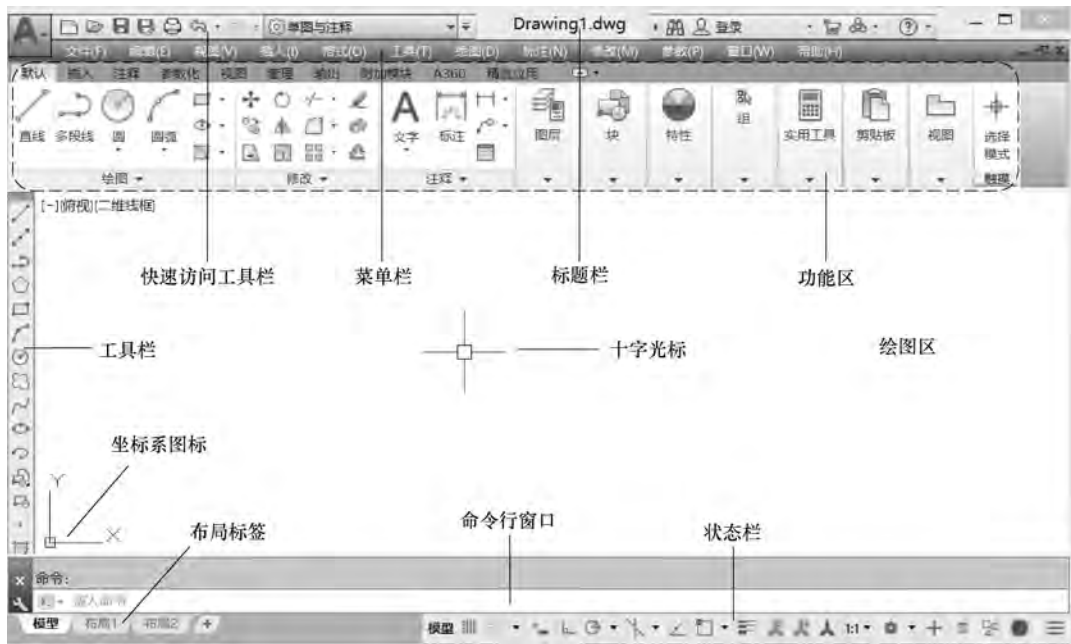 A 草图与注释 Drawing1.dwg 登录
文件(F) 编辑(E) 视图(V) 插入(I) 格式(O) 工具(T) 绘图(D) 标注(N) 修改(M) 参数(P) 窗口(W) 帮助(H)
默认 插入 注释 参数化 视图 管理 输出 附加模块 A360 精选应用
直线 多段线 圆 圆弧 A 文字 标注 图层 块 特性 组 实用工具 剪贴板 视图 选择
模式
绘图 修改 注释 触摸
[-][俯视][二维线框]
快速访问工具栏 菜单栏 标题栏 功能区
工具栏 十字光标 绘图区
坐标系图标
Y
X
布局标签 命令行窗口 状态栏
命令:
键入命令
模型 布局1 布局2 + 模型 1:1